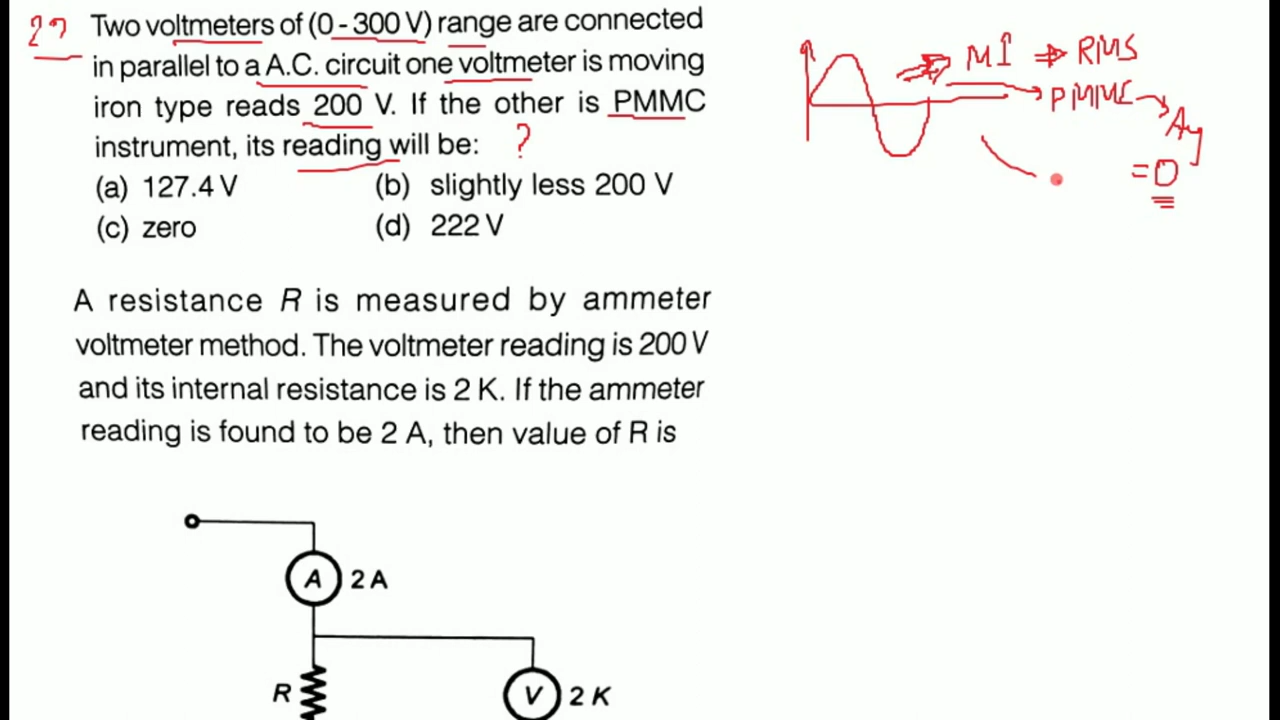 27 Two voltmeters of (0 - 300 V) range are connected
in parallel to a A.C. circuit one voltmeter is moving
iron type reads 200 V. If the other is PMMC
instrument, its reading will be: ?
(a) 127.4 V (b) slightly less 200 V
(c) zero (d) 222 V
MI ⇒ RMS
→ PMMC → Avg
= 0
A resistance R is measured by ammeter
voltmeter method. The voltmeter reading is 200 V
and its internal resistance is 2 K. If the ammeter
reading is found to be 2 A, then value of R is
A 2 A
R V 2 K